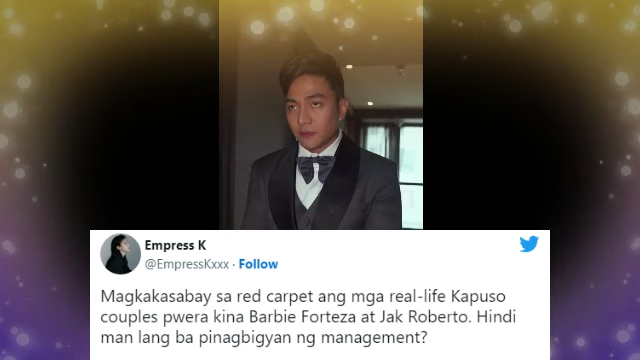 Empress K
@EmpressKxxx · Follow
Magkakasabay sa red carpet ang mga real-life Kapuso
couples pwera kina Barbie Forteza at Jak Roberto. Hindi
man lang ba pinagbigyan ng management?